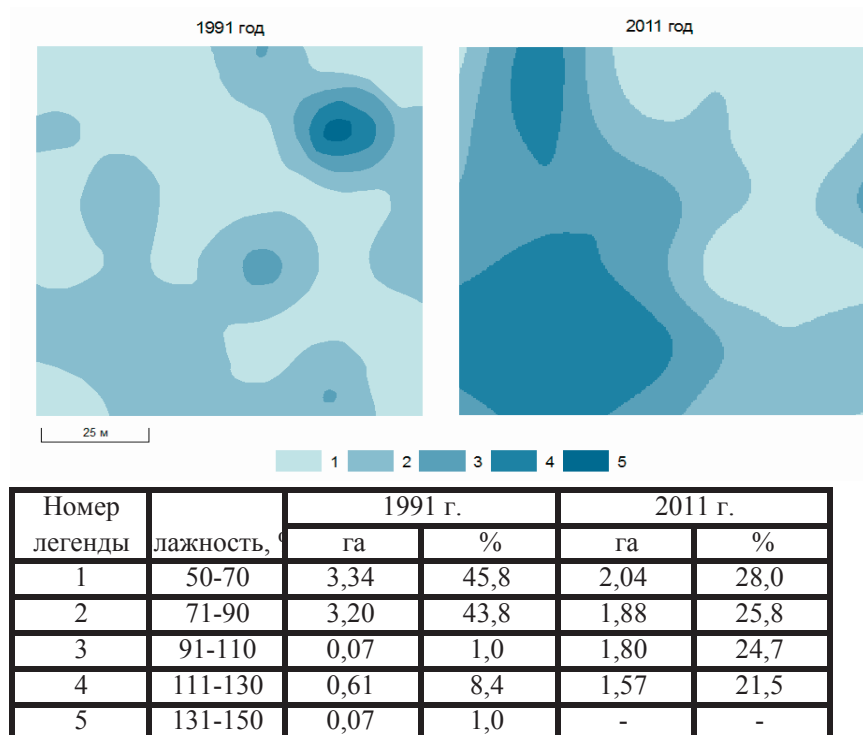 1991 год 2011 год
25 м
1 2 3 4 5
Номер легенды лажность, 1991 г. 2011 г.
га % га %
1 50-70 3,34 45,8 2,04 28,0
2 71-90 3,20 43,8 1,88 25,8
3 91-110 0,07 1,0 1,80 24,7
4 111-130 0,61 8,4 1,57 21,5
5 131-150 0,07 1,0 - -